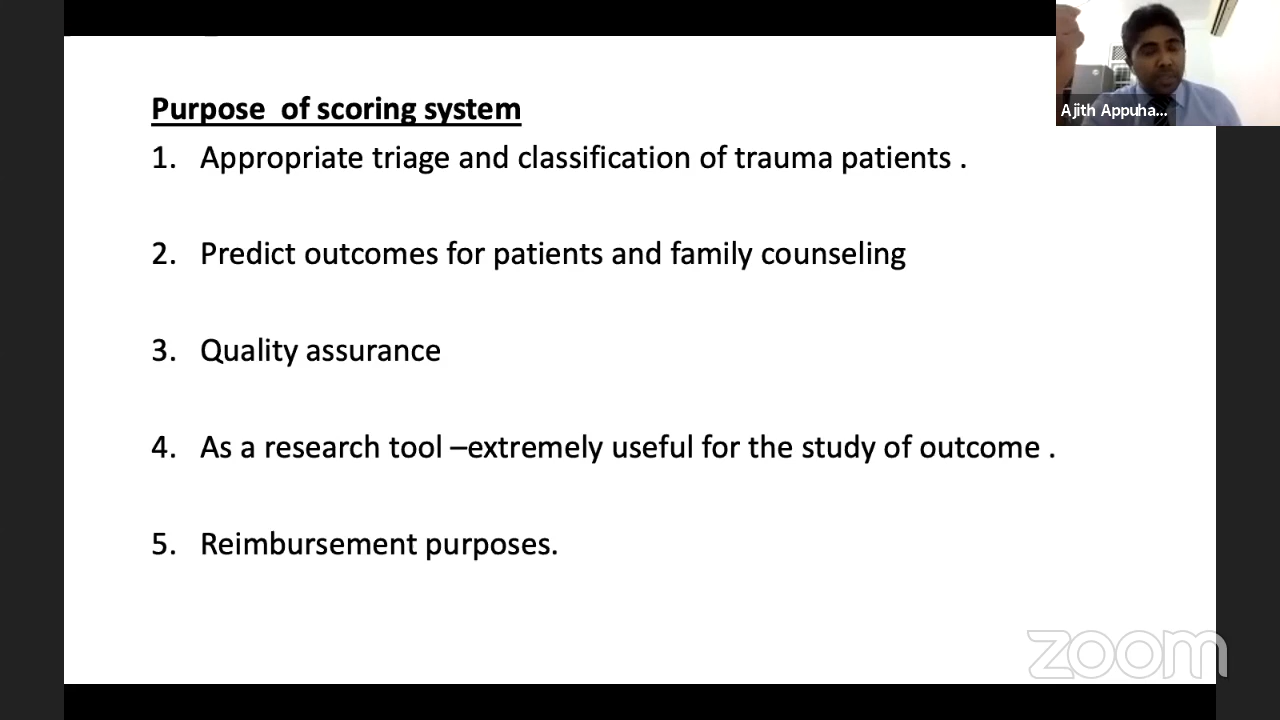 Purpose of scoring system
1. Appropriate triage and classification of trauma patients .
2. Predict outcomes for patients and family counseling
3. Quality assurance
4. As a research tool –extremely useful for the study of outcome .
5. Reimbursement purposes.
Ajith Appuha...
zoom